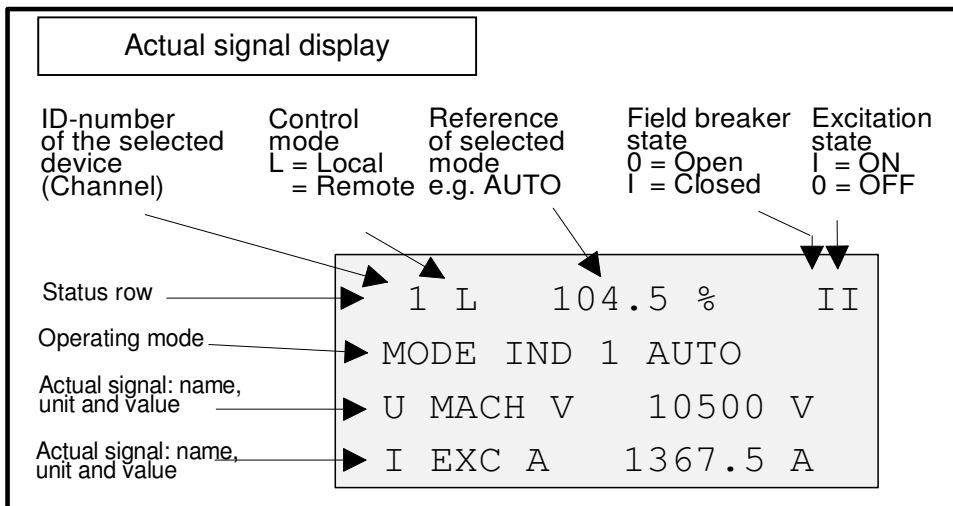 Actual signal display
ID-number
of the selected
device
(Channel)
Control
mode
L = Local
= Remote
Reference
of selected
mode
e.g. AUTO
Field breaker
state
0 = Open
I = Closed
Excitation
state
I = ON
0 = OFF
Status row
1 L 104.5 % II
Operating mode
MODE IND 1 AUTO
Actual signal: name,
unit and value
U MACH V 10500 V
Actual signal: name,
unit and value
I EXC A 1367.5 A